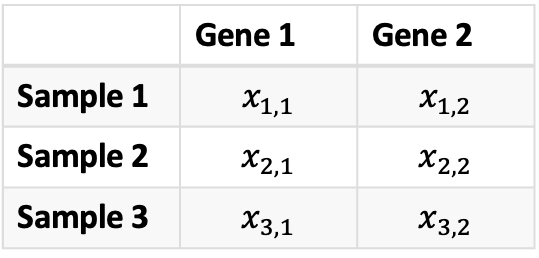 Gene 1 Gene 2
Sample 1 x1,1 x1,2
Sample 2 x2,1 x2,2
Sample 3 x3,1 x3,2